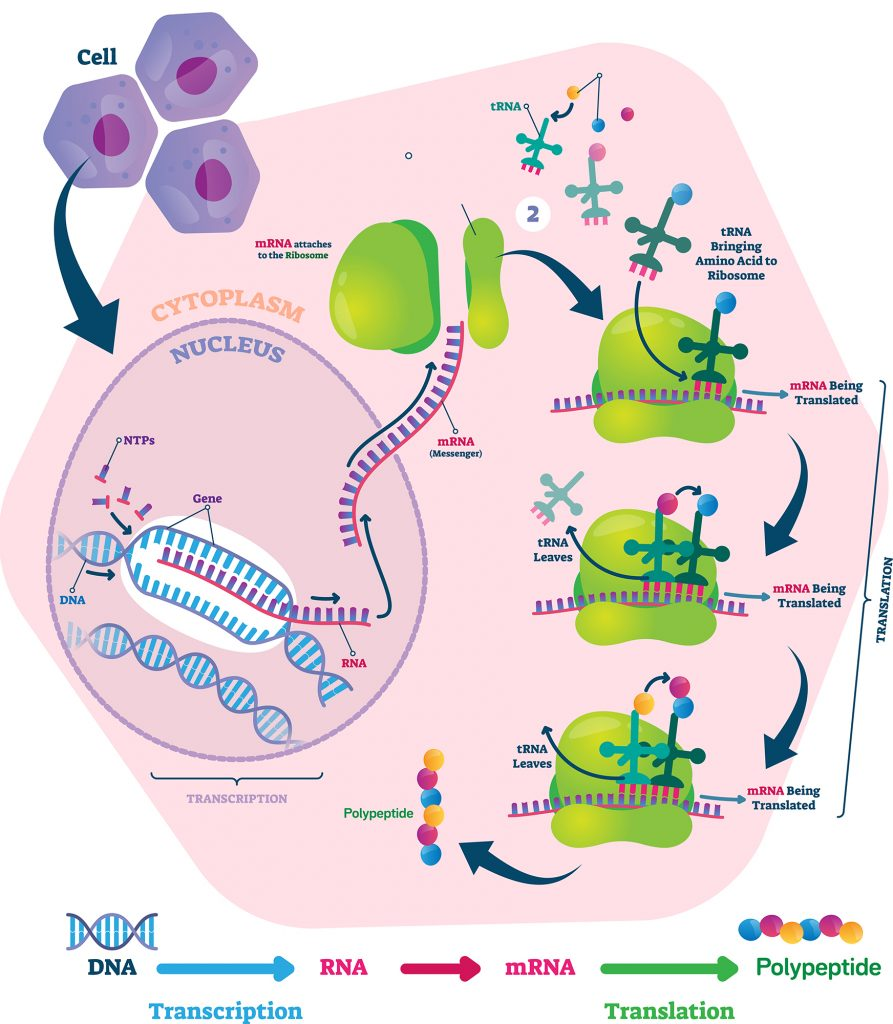 Cell
tRNA
2
mRNA attaches
to the Ribosome
tRNA
Bringing
Amino Acid to
Ribosome
CYTOPLASM
NUCLEUS
mRNA Being
Translated
mRNA
(Messenger)
NTPs
Gene
DNA
RNA
tRNA
Leaves
mRNA Being
Translated
TRANSLATION
tRNA
Leaves
mRNA Being
Translated
TRANSCRIPTION
Polypeptide
DNA
RNA
mRNA
Polypeptide
Transcription
Translation